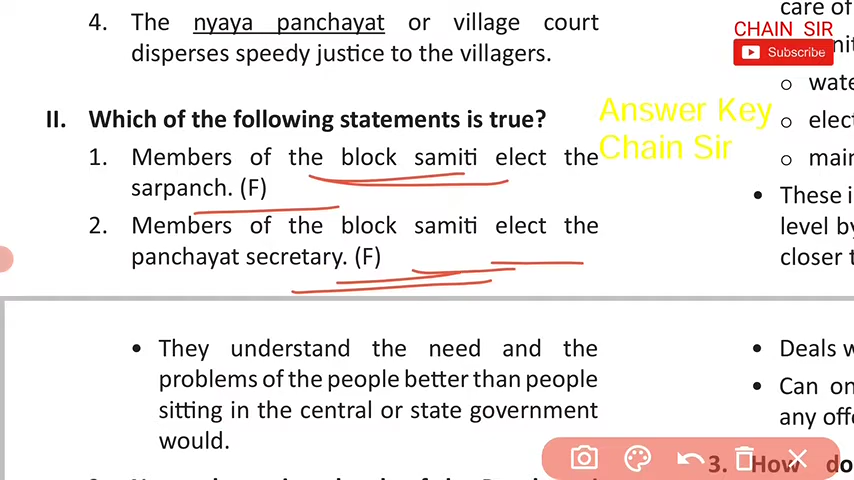 4. The nyaya panchayat or village court
disperses speedy justice to the villagers.
II. Which of the following statements is true?
1. Members of the block samiti elect the
sarpanch. (F)
2. Members of the block samiti elect the
panchayat secretary. (F)
• They understand the need and the
problems of the people better than people
sitting in the central or state government
would.
care of
CHAIN SIR
Subscribe
Answer Key
Chain Sir
o wate
o elect
o main
• These i
level by
closer t
• Deals w
• Can on
any offe
3. How do